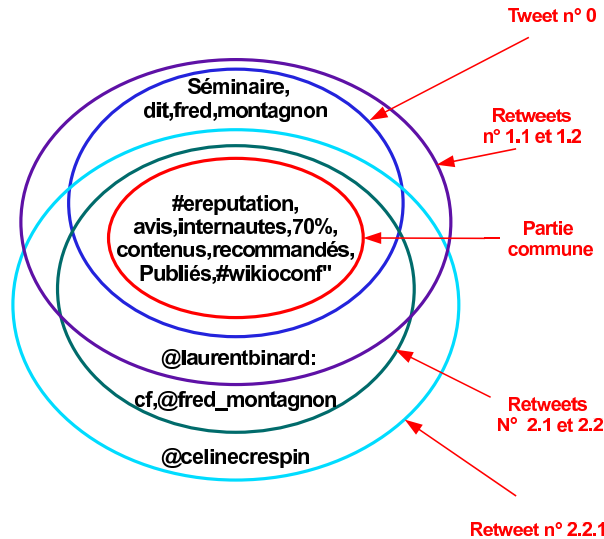 Tweet n° 0
Séminaire,
dit,fred,montagnon
Retweets
n° 1.1 et 1.2
#ereputation,
avis,internautes,70%,
contenus,recommandés,
Publiés,#wikioconf"
Partie
commune
@laurentbinard:
cf,@fred_montagnon
Retweets
N° 2.1 et 2.2
@celinecrespin
Retweet n° 2.2.1